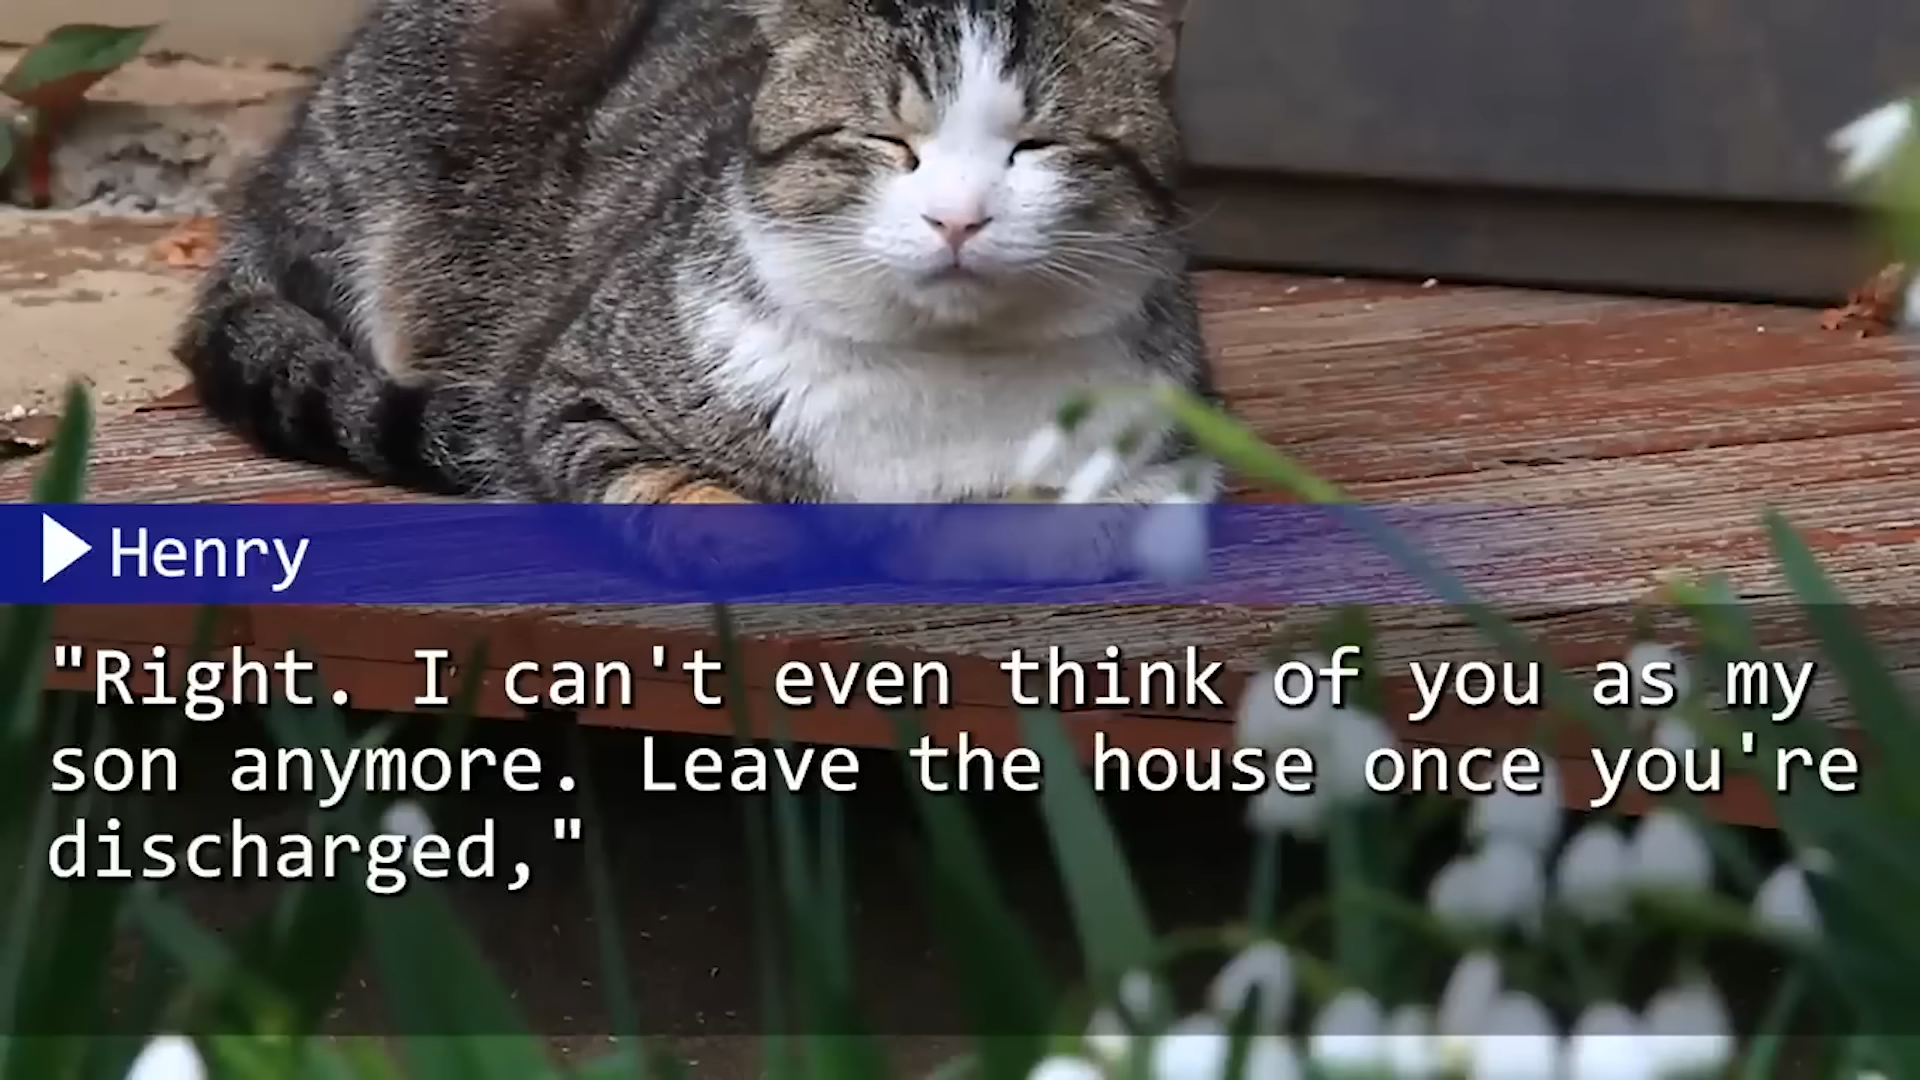 Henry
"Right. I can't even think of you as my
son anymore. Leave the house once you're
discharged,"